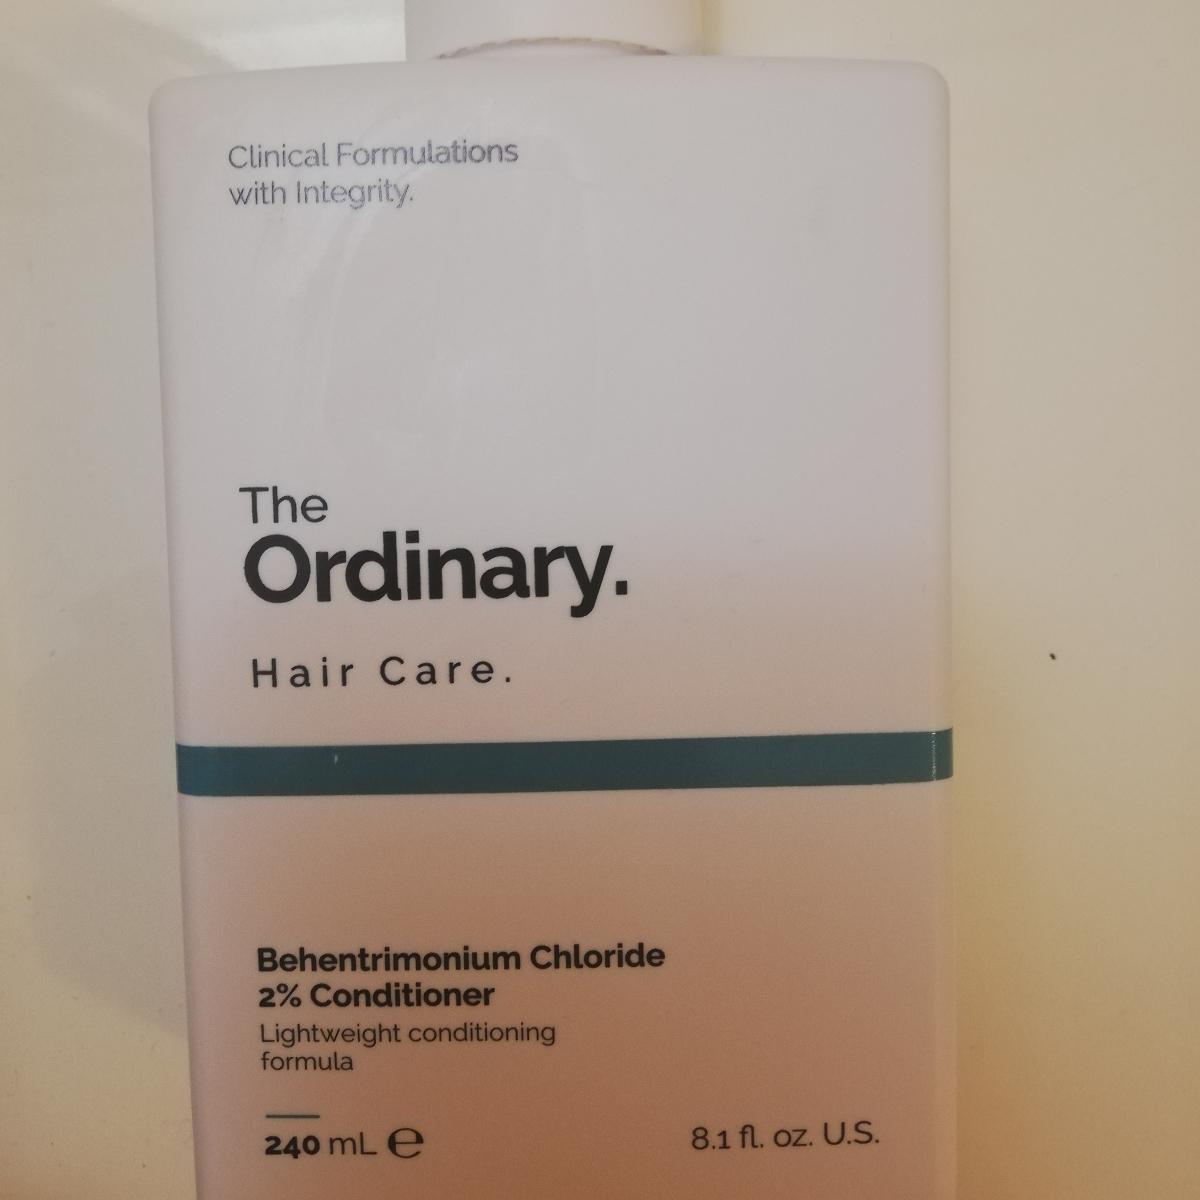 Clinical Formulations
with Integrity.
The
Ordinary.
Hair Care.
Behentrimonium Chloride
2% Conditioner
Lightweight conditioning
formula
240 mL ℮
8.1 fl. oz. U.S.